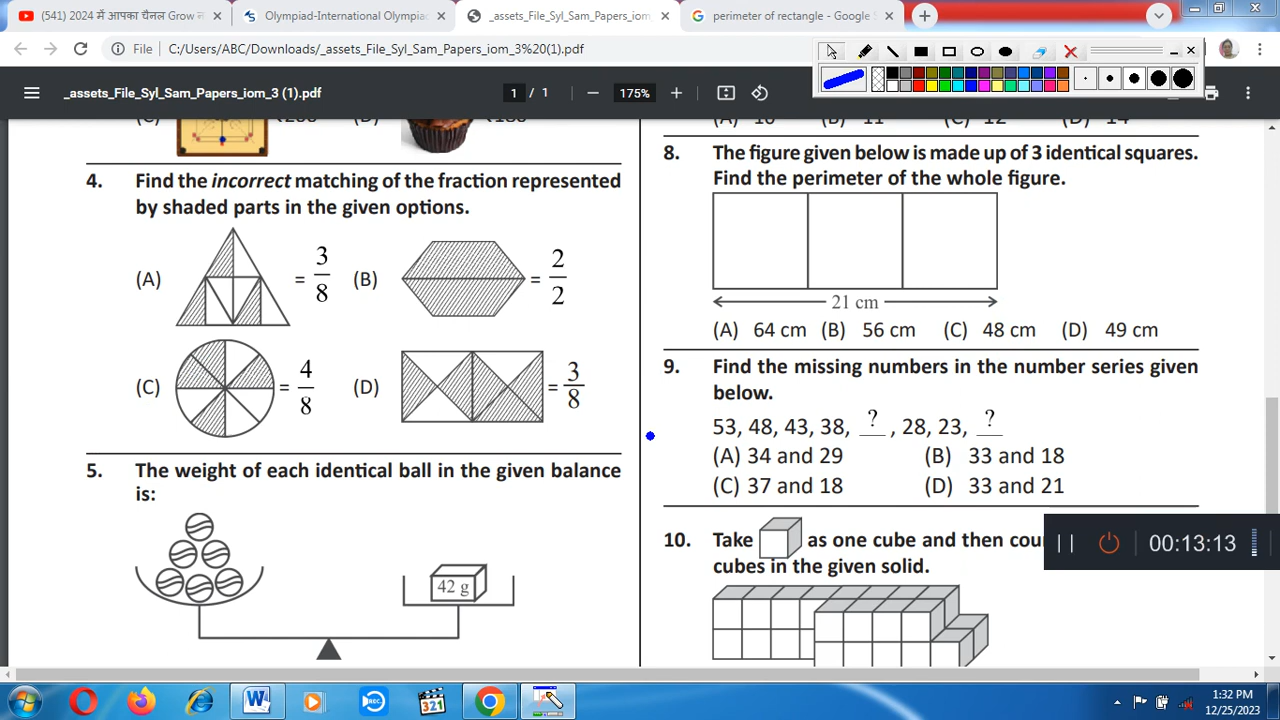 (541) 2024 में आपका चैनल Grow
Olympiad-International Olympiac
_assets_File_Syl_Sam_Papers_iom_
perimeter of rectangle - Google S
File C:/Users/ABC/Downloads/_assets_File_Syl_Sam_Papers_iom_3%20(1).pdf
_assets_File_Syl_Sam_Papers_iom_3 (1).pdf
1 / 1
175%
4. Find the incorrect matching of the fraction represented
by shaded parts in the given options.
(A) = 3/8 (B) = 2/2
(C) = 4/8 (D) = 3/8
5. The weight of each identical ball in the given balance
is:
42 g
8. The figure given below is made up of 3 identical squares.
Find the perimeter of the whole figure.
21 cm
(A) 64 cm (B) 56 cm (C) 48 cm (D) 49 cm
9. Find the missing numbers in the number series given
below.
53, 48, 43, 38, ? , 28, 23, ?
(A) 34 and 29 (B) 33 and 18
(C) 37 and 18 (D) 33 and 21
10. Take as one cube and then
cubes in the given solid.
00:13:13
W
REC
321
1:32 PM
12/25/2023